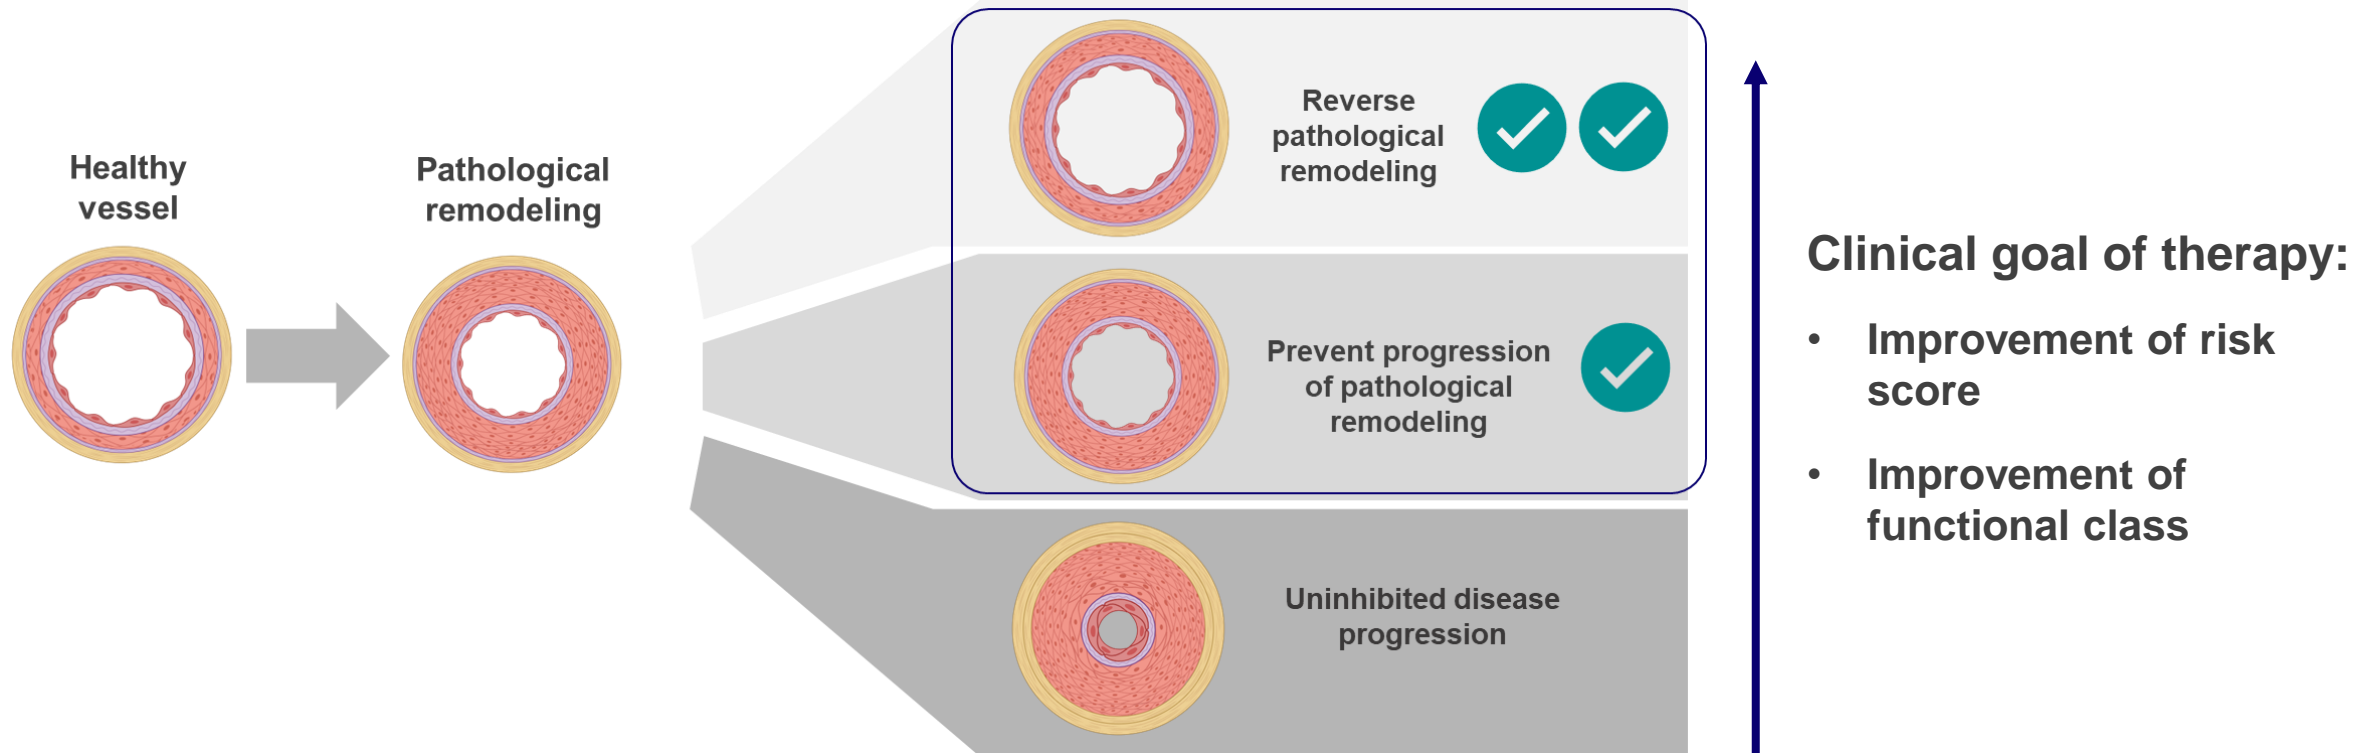 Healthy
vessel
Pathological
remodeling
Reverse
pathological
remodeling
Prevent progression
of pathological
remodeling
Uninhibited disease
progression
Clinical goal of therapy:
• Improvement of risk
score
• Improvement of
functional class